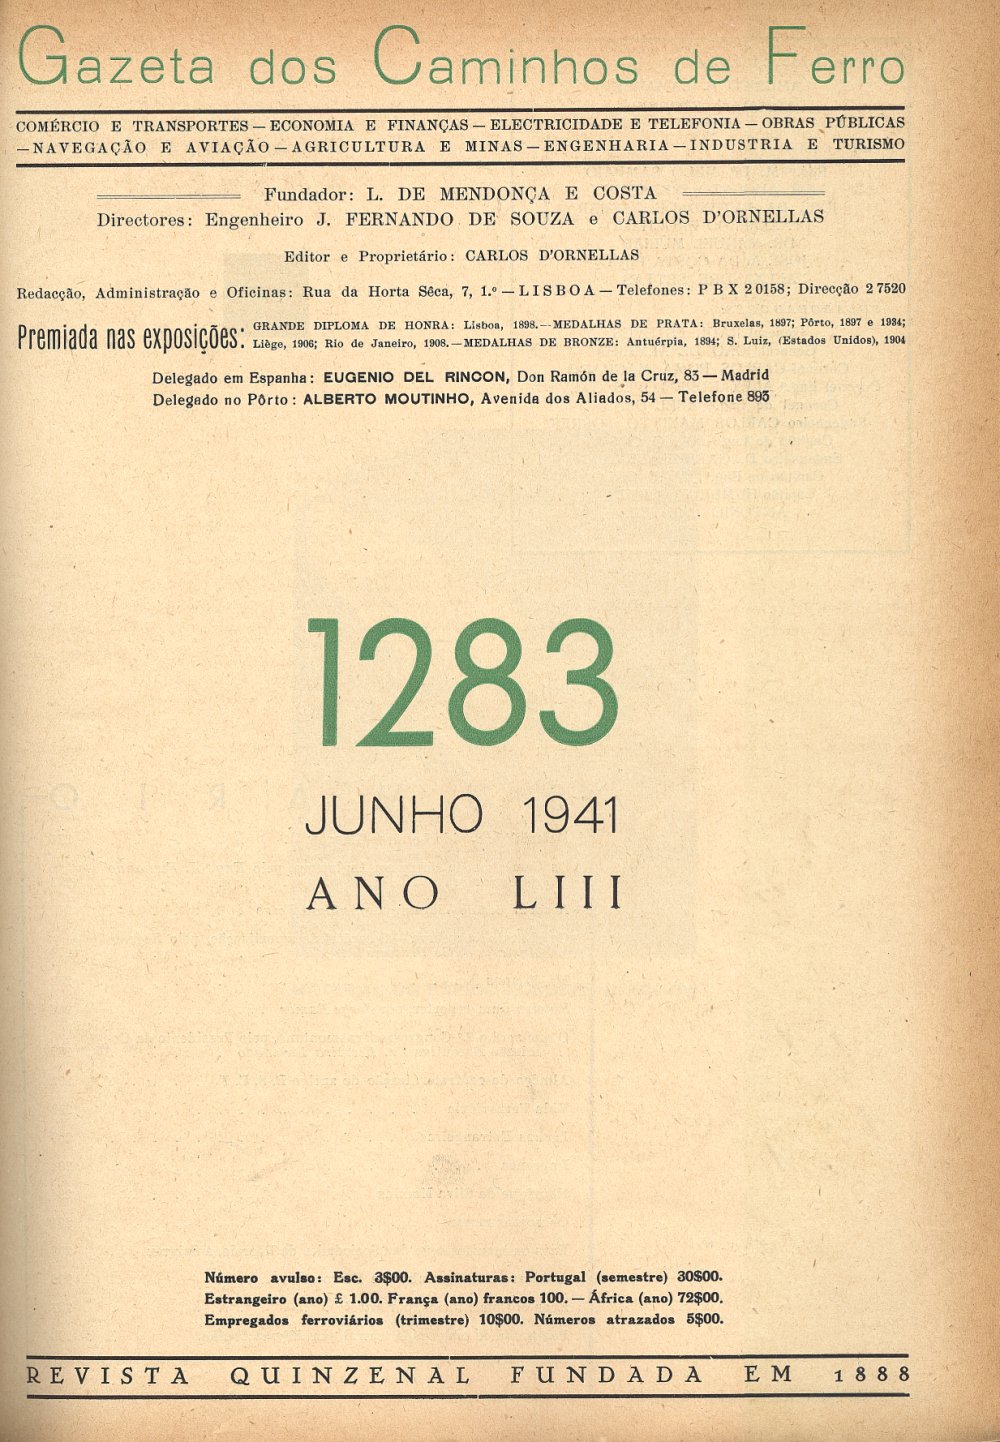 Gazeta dos Caminhos de Ferro
COMÉRCIO E TRANSPORTES — ECONOMIA E FINANÇAS — ELECTRICIDADE E TELEFONIA — OBRAS PÚBLICAS
— NAVEGAÇÃO E AVIAÇÃO — AGRICULTURA E MINAS — ENGENHARIA — INDUSTRIA E TURISMO
Fundador: L. DE MENDONÇA E COSTA
Directores: Engenheiro J. FERNANDO DE SOUZA e CARLOS D'ORNELLAS
Editor e Proprietário: CARLOS D'ORNELLAS
Redacção, Administração e Oficinas: Rua da Horta Sêca, 7, 1.º — LISBOA — Telefones: P B X 2 0158; Direcção 2 7520
Premiada nas exposições:
GRANDE DIPLOMA DE HONRA: Lisboa, 1898. — MEDALHAS DE PRATA: Bruxelas, 1897; Pôrto, 1897 e 1934;
Liège, 1906; Rio de Janeiro, 1908. — MEDALHAS DE BRONZE: Antuérpia, 1894; S. Luiz, (Estados Unidos), 1904
Delegado em Espanha: EUGENIO DEL RINCON, Don Ramón de la Cruz, 83 — Madrid
Delegado no Pôrto: ALBERTO MOUTINHO, Avenida dos Aliados, 54 — Telefone 893
1283
JUNHO 1941
ANO LIII
Número avulso: Esc. 3$00. Assinaturas: Portugal (semestre) 30$00.
Estrangeiro (ano) £ 1.00. França (ano) francos 100. — África (ano) 72$00.
Empregados ferroviários (trimestre) 10$00. Números atrazados 5$00.
REVISTA QUINZENAL FUNDADA EM 1888